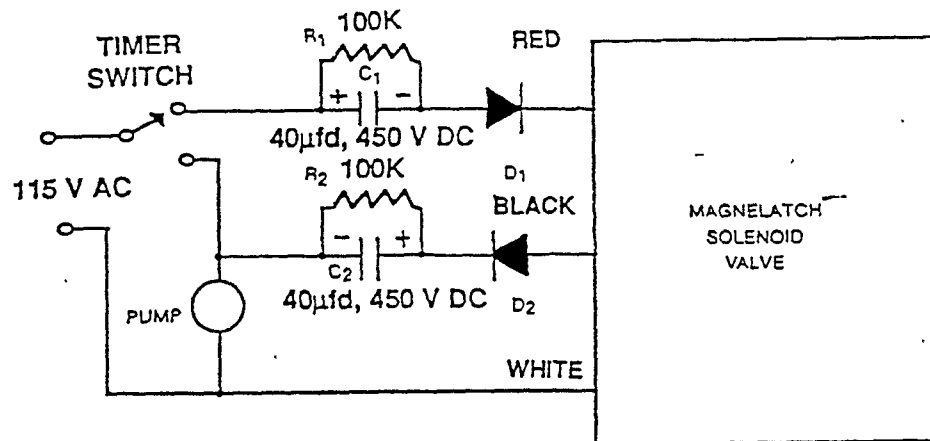 100K
R1
RED
TIMER
SWITCH
C1
+
-
40µfd, 450 V DC
100K
R2
D1
115 V AC
BLACK
MAGNELATCH
SOLENOID
VALVE
-
+
C2
40µfd, 450 V DC
D2
PUMP
WHITE